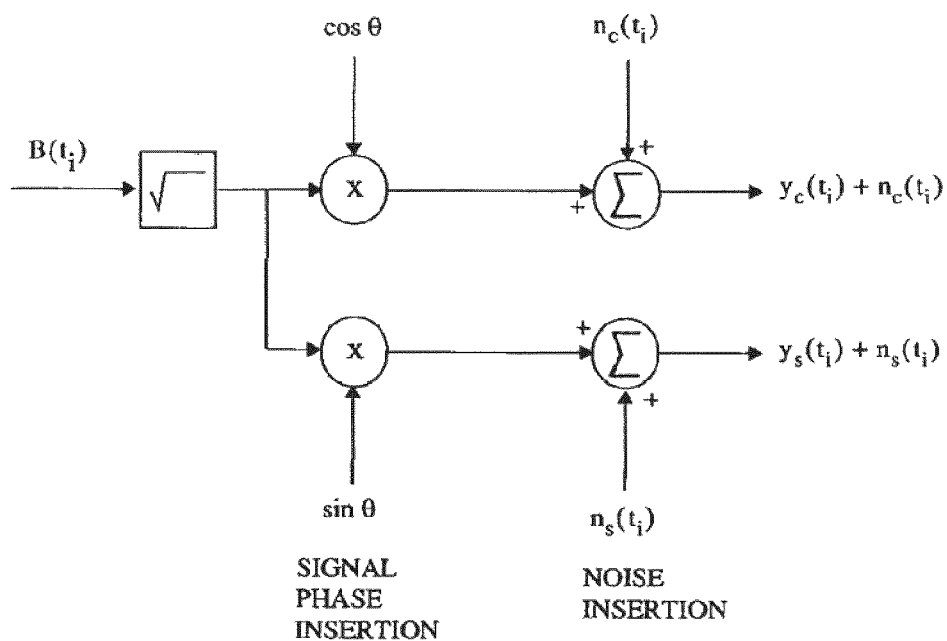 cos θ
n_c(t_i)
B(t_i)
√
+
x
+
Σ
y_c(t_i) + n_c(t_i)
+
x
Σ
y_s(t_i) + n_s(t_i)
+
sin θ
n_s(t_i)
SIGNAL
PHASE
INSERTION
NOISE
INSERTION